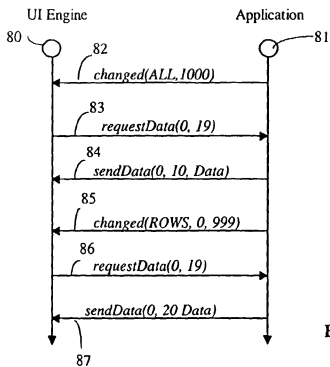 UI Engine
Application
80
81
82
changed(ALL,1000)
83
requestData(0, 19)
84
sendData(0, 10, Data)
85
changed(ROWS, 0, 999)
86
requestData(0, 19)
sendData(0, 20 Data)
87